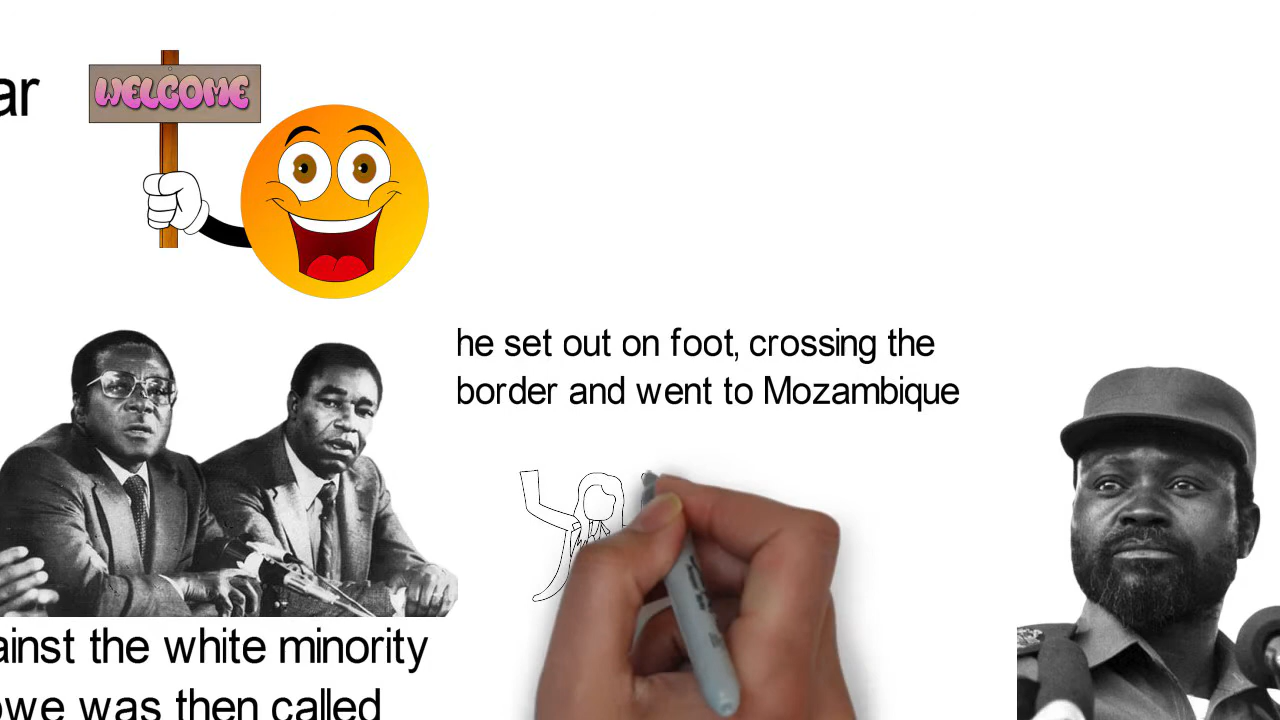 ar
WELCOME
he set out on foot, crossing the
border and went to Mozambique
ainst the white minority
owe was then called